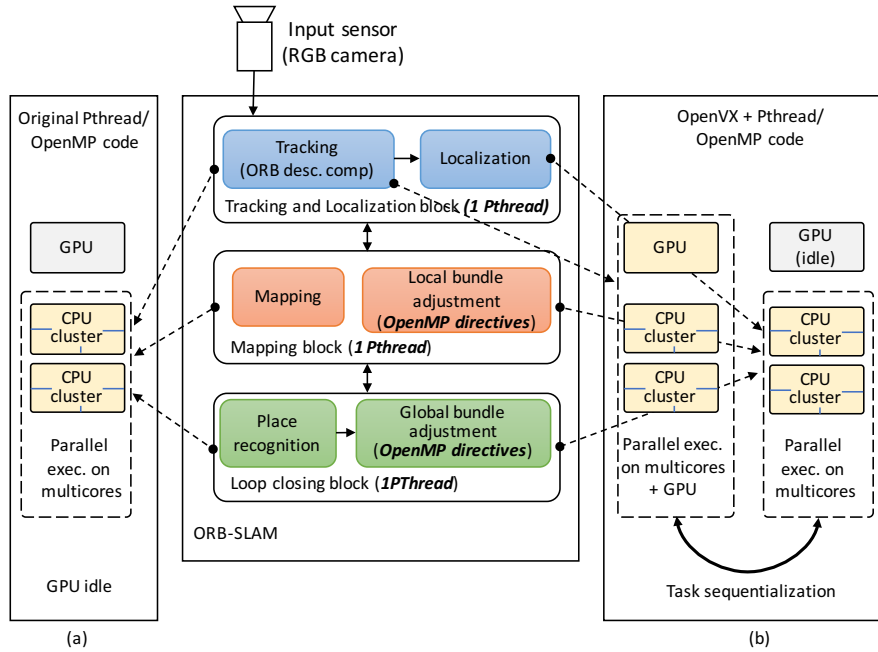 Input sensor
(RGB camera)
Original Pthread/
OpenMP code
GPU
CPU
cluster
CPU
cluster
Parallel
exec. on
multicores
GPU idle
(a)
Tracking
(ORB desc. comp)
Localization
Tracking and Localization block (1 Pthread)
Mapping
Local bundle
adjustment
(OpenMP directives)
Mapping block (1 Pthread)
Place
recognition
Global bundle
adjustment
(OpenMP directives)
Loop closing block (1PThread)
ORB-SLAM
OpenVX + Pthread/
OpenMP code
GPU
CPU
cluster
CPU
cluster
Parallel exec.
on multicores
+ GPU
GPU
(idle)
CPU
cluster
CPU
cluster
Parallel
exec. on
multicores
Task sequentialization
(b)